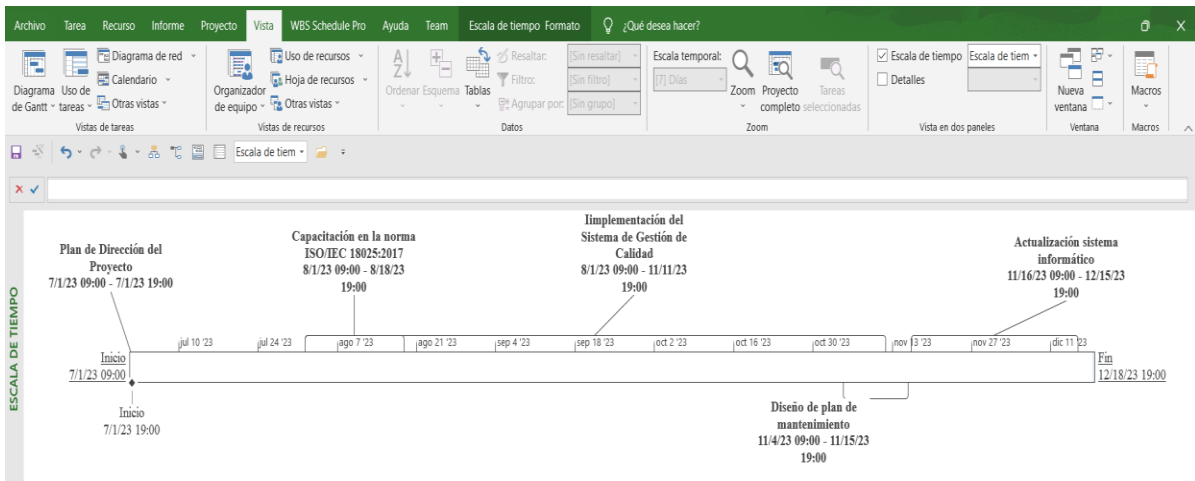 Archivo Tarea Recurso Informe Proyecto Vista WBS Schedule Pro Ayuda Team Escala de tiempo Formato ¿Qué desea hacer?
Diagrama de Gantt
Uso de tareas
Diagrama de red
Calendario
Otras vistas
Vistas de tareas
Organizador de equipo
Uso de recursos
Hoja de recursos
Otras vistas
Vistas de recursos
Ordenar Esquema Tablas
Resaltar: [Sin resaltar]
Filtro: [Sin filtro]
Agrupar por: [Sin grupo]
Datos
Escala temporal:
[7] Días
Zoom
Proyecto completo
Tareas seleccionadas
Zoom
Escala de tiempo Escala de tiem
Detalles
Vista en dos paneles
Nueva ventana
Ventana
Macros
Macros
Escala de tiem
ESCALA DE TIEMPO
Plan de Dirección del
Proyecto
7/1/23 09:00 - 7/1/23 19:00
Capacitación en la norma
ISO/IEC 18025:2017
8/1/23 09:00 - 8/18/23
19:00
Iimplementación del
Sistema de Gestión de
Calidad
8/1/23 09:00 - 11/11/23
19:00
Actualización sistema
informático
11/16/23 09:00 - 12/15/23
19:00
jul 10 '23 jul 24 '23 ago 7 '23 ago 21 '23 sep 4 '23 sep 18 '23 oct 2 '23 oct 16 '23 oct 30 '23 nov 13 '23 nov 27 '23 dic 11 '23
Inicio
7/1/23 09:00
Fin
12/18/23 19:00
Inicio
7/1/23 19:00
Diseño de plan de
mantenimiento
11/4/23 09:00 - 11/15/23
19:00